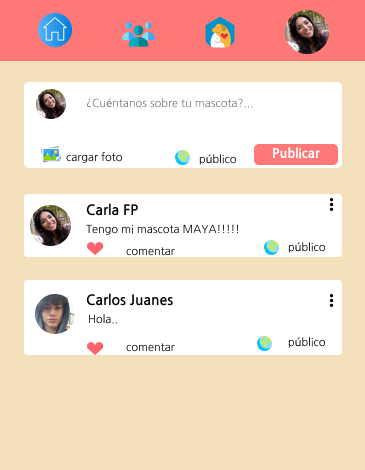 ¿Cuéntanos sobre tu mascota?...
cargar foto
público
Publicar
Carla FP
Tengo mi mascota MAYA!!!!!
comentar
público
Carlos Juanes
Hola..
comentar
público